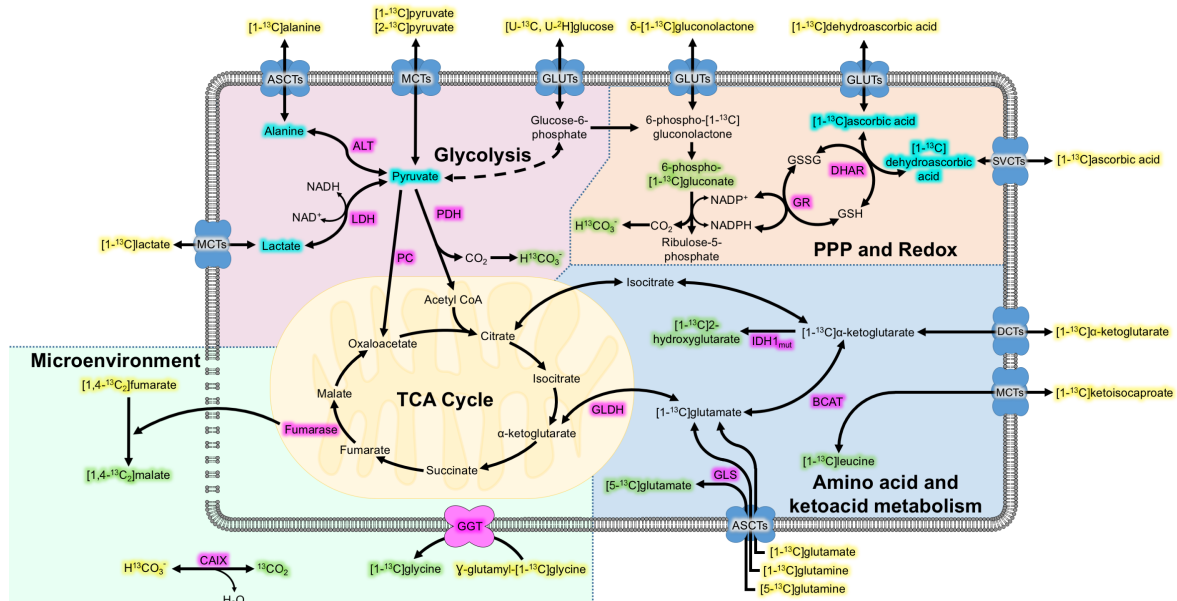 [1-¹³C]pyruvate
[2-¹³C]pyruvate
[1-¹³C]alanine
[U-¹³C, U-²H]glucose
δ-[1-¹³C]gluconolactone
[1-¹³C]dehydroascorbic acid
ASCTs
MCTs
GLUTs
GLUTs
GLUTs
Alanine
ALT
Glycolysis
Pyruvate
Glucose-6-
phosphate
6-phospho-[1-¹³C]
gluconolactone
6-phospho-
[1-¹³C]gluconate
[1-¹³C]ascorbic acid
[1-¹³C]
dehydroascorbic
acid
SVCTs
[1-¹³C]ascorbic acid
GSSG
DHAR
GR
GSH
NADP⁺
NADPH
H¹³CO₃⁻
CO₂
Ribulose-5-
phosphate
PPP and Redox
NADH
NAD⁺
LDH
PDH
[1-¹³C]lactate
MCTs
Lactate
PC
CO₂
H¹³CO₃⁻
Acetyl CoA
Oxaloacetate
Citrate
Isocitrate
Isocitrate
[1-¹³C]2-
hydroxyglutarate
IDH1mut
[1-¹³C]α-ketoglutarate
DCTs
[1-¹³C]α-ketoglutarate
Microenvironment
[1,4-¹³C₂]fumarate
[1,4-¹³C₂]malate
Malate
TCA Cycle
Fumarase
Fumarate
Succinate
α-ketoglutarate
GLDH
[1-¹³C]glutamate
BCAT
MCTs
[1-¹³C]ketoisocaproate
[1-¹³C]leucine
GLS
[5-¹³C]glutamate
Amino acid and
ketoacid metabolism
GGT
ASCTs
[1-¹³C]glycine
Ɣ-glutamyl-[1-¹³C]glycine
[1-¹³C]glutamate
[1-¹³C]glutamine
[5-¹³C]glutamine
H¹³CO₃⁻
CAIX
¹³CO₂
H₂O